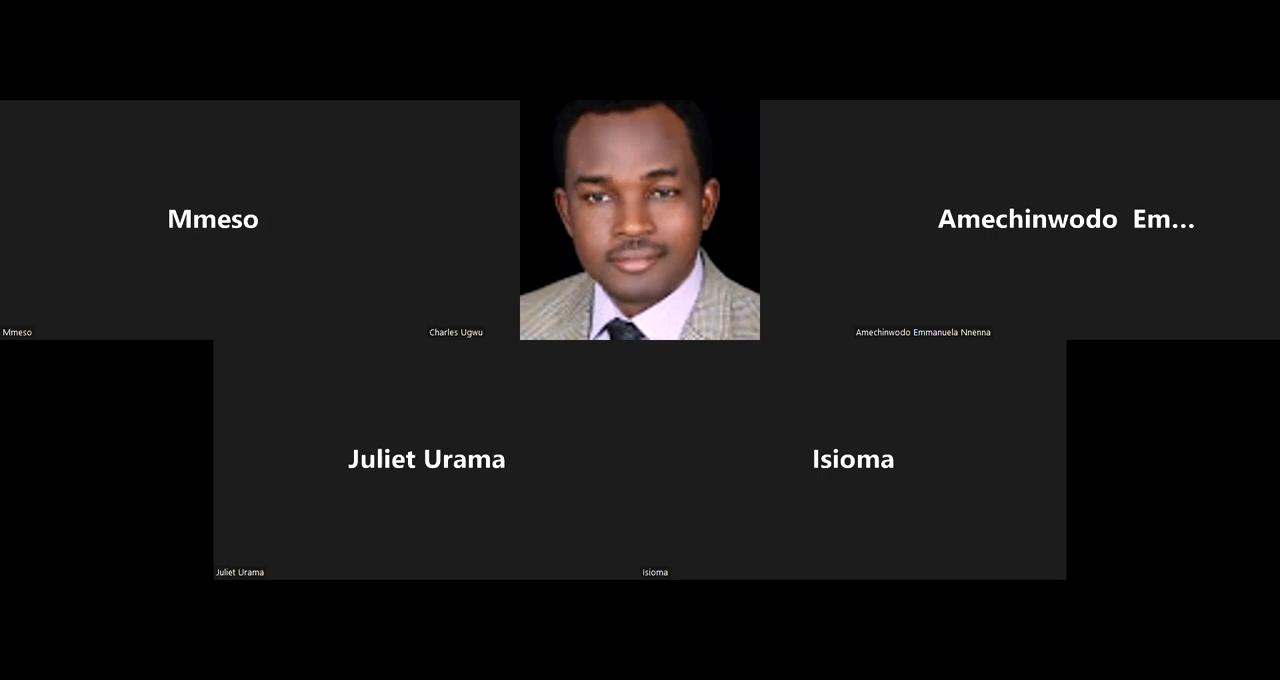 Mmeso
Amechinwodo Em...
Mmeso
Charles Ugwu
Amechinwodo Emmanuela Nnenna
Juliet Urama
Isioma
Juliet Urama
Isioma